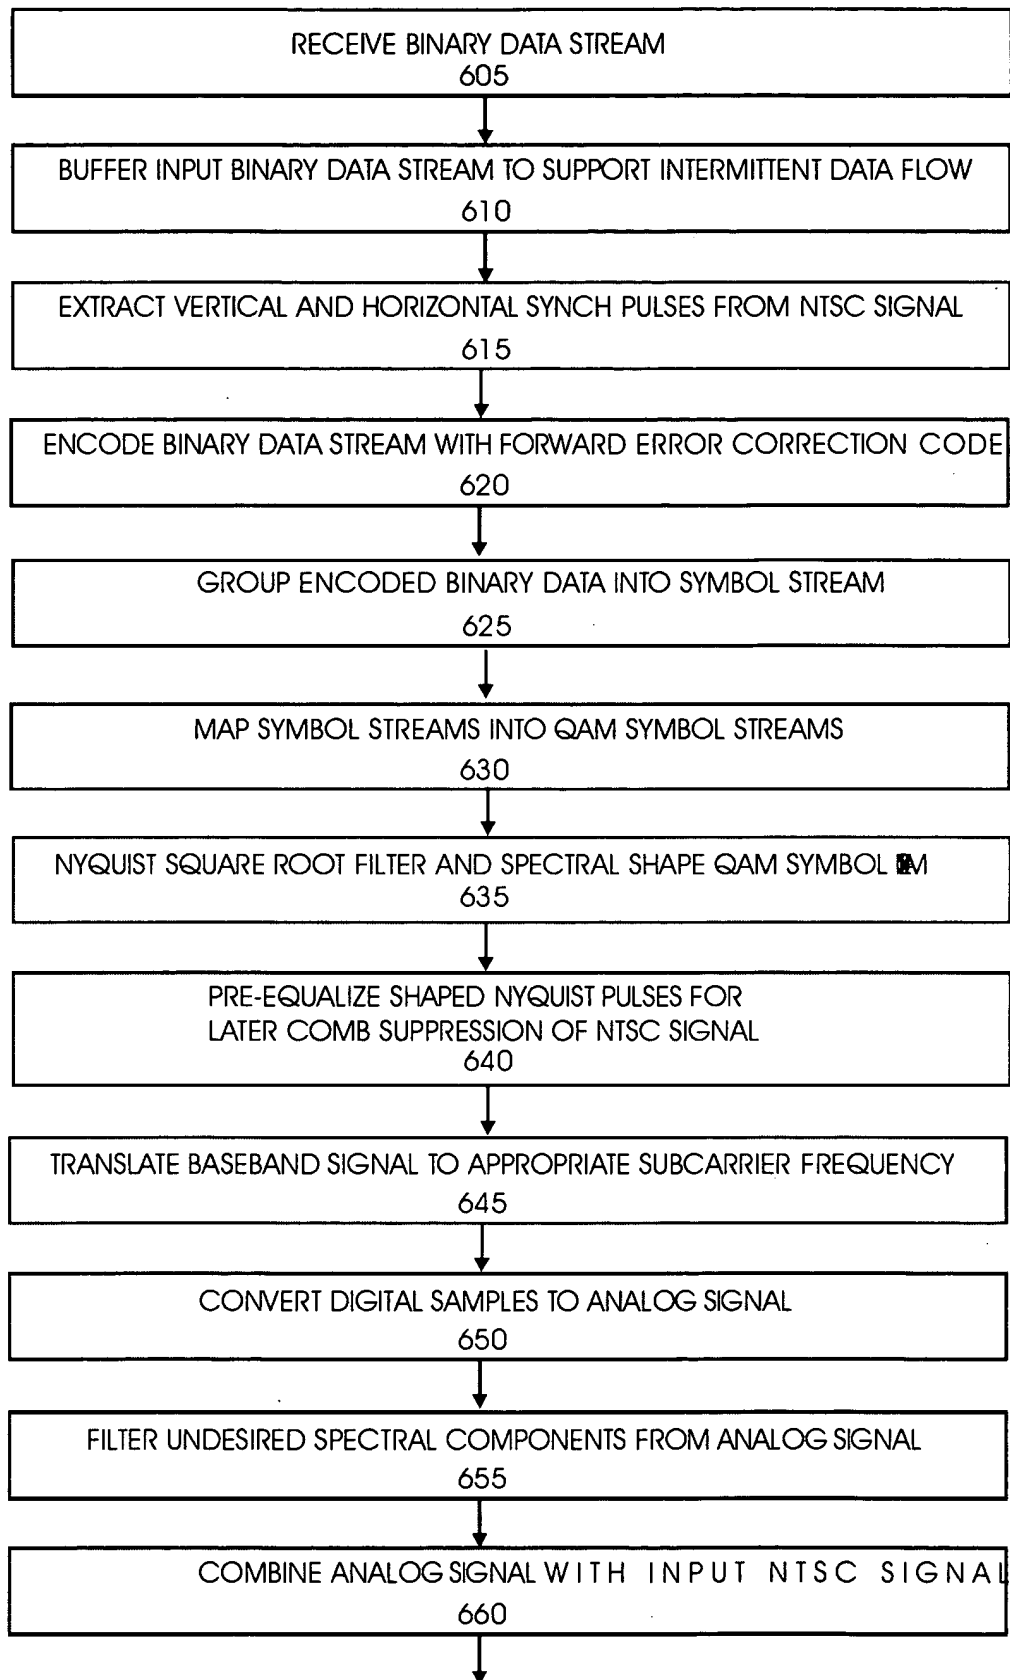 RECEIVE BINARY DATA STREAM
605
BUFFER INPUT BINARY DATA STREAM TO SUPPORT INTERMITTENT DATA FLOW
610
EXTRACT VERTICAL AND HORIZONTAL SYNCH PULSES FROM NTSC SIGNAL
615
ENCODE BINARY DATA STREAM WITH FORWARD ERROR CORRECTION CODE
620
GROUP ENCODED BINARY DATA INTO SYMBOL STREAM
625
MAP SYMBOL STREAMS INTO QAM SYMBOL STREAMS
630
NYQUIST SQUARE ROOT FILTER AND SPECTRAL SHAPE QAM SYMBOL
635
PRE-EQUALIZE SHAPED NYQUIST PULSES FOR
LATER COMB SUPPRESSION OF NTSC SIGNAL
640
TRANSLATE BASEBAND SIGNAL TO APPROPRIATE SUBCARRIER FREQUENCY
645
CONVERT DIGITAL SAMPLES TO ANALOG SIGNAL
650
FILTER UNDESIRED SPECTRAL COMPONENTS FROM ANALOG SIGNAL
655
COMBINE ANALOG SIGNAL WITH INPUT NTSC SIGNAL
660